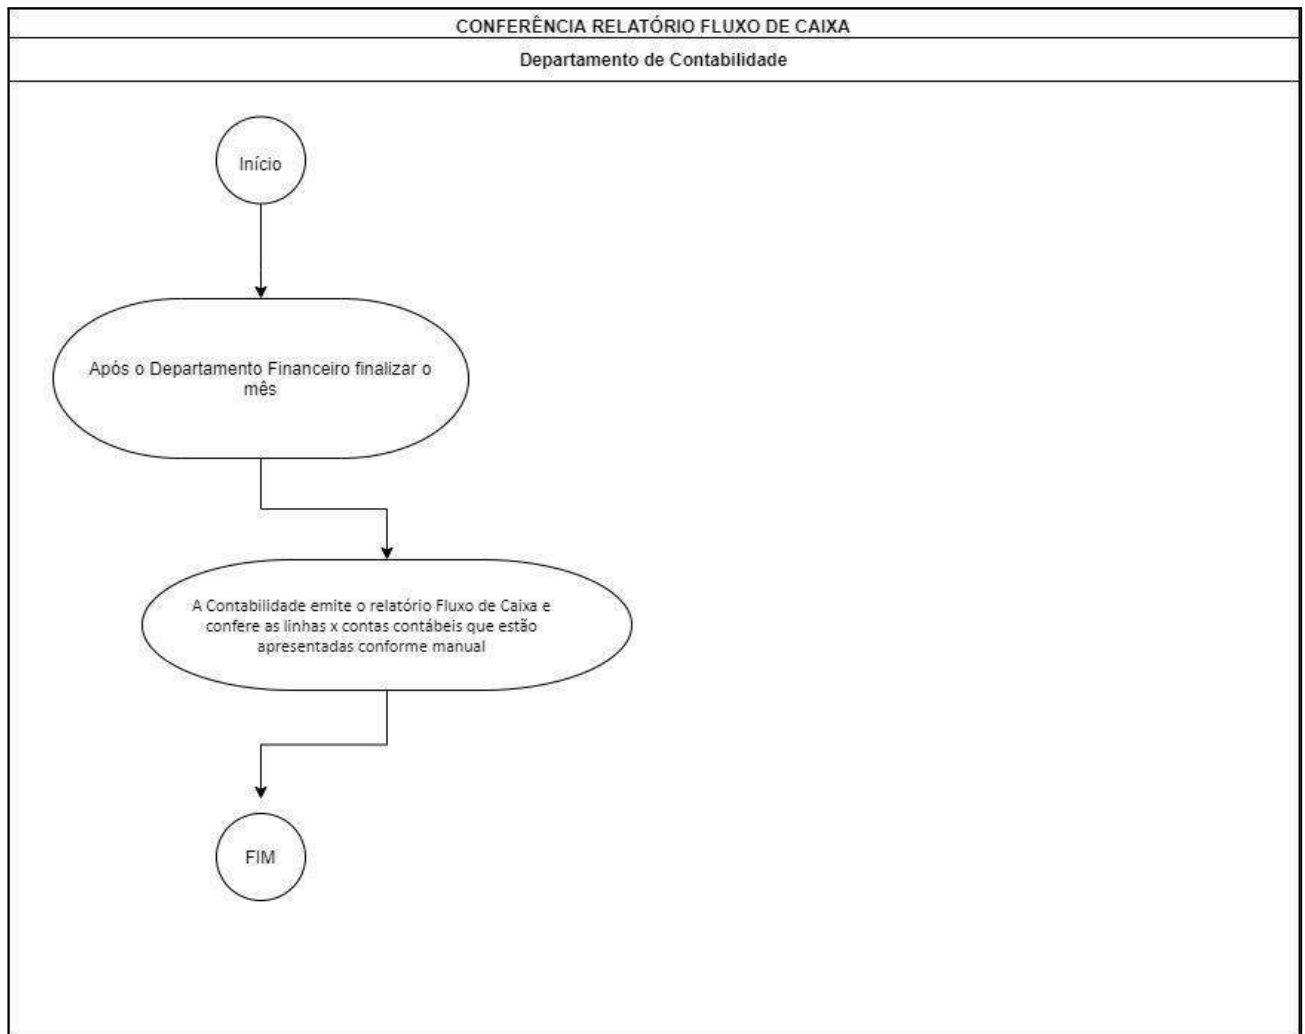 CONFERÊNCIA RELATÓRIO FLUXO DE CAIXA
Departamento de Contabilidade
Início
Após o Departamento Financeiro finalizar o
mês
A Contabilidade emite o relatório Fluxo de Caixa e
confere as linhas x contas contábeis que estão
apresentadas conforme manual
FIM